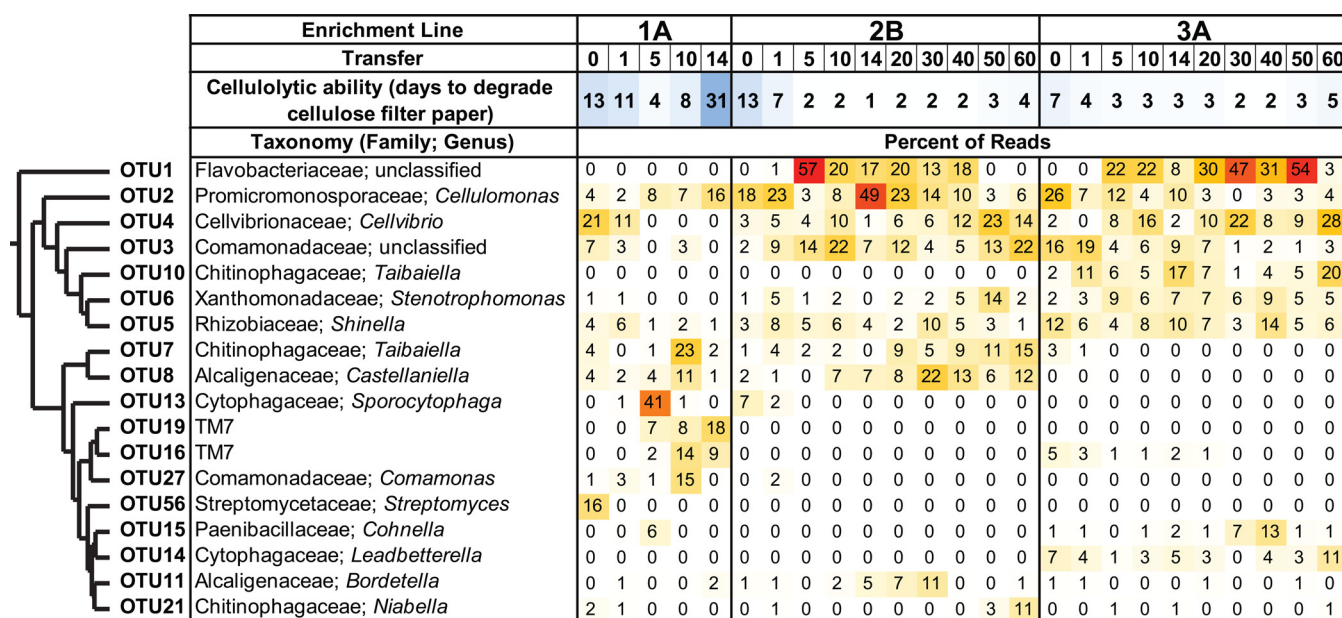 Enrichment Line 1A 2B 3A
Transfer 0 1 5 10 14 0 1 5 10 14 20 30 40 50 60 0 1 5 10 14 20 30 40 50 60
Cellulolytic ability (days to degrade
cellulose filter paper) 13 11 4 8 31 13 7 2 2 1 2 2 2 3 4 7 4 3 3 3 3 2 2 3 5
Taxonomy (Family; Genus) Percent of Reads
OTU1 Flavobacteriaceae; unclassified 0 0 0 0 0 0 1 57 20 17 20 13 18 0 0 0 0 22 22 8 30 47 31 54 3
OTU2 Promicromonosporaceae; Cellulomonas 4 2 8 7 16 18 23 3 8 49 23 14 10 3 6 26 7 12 4 10 3 0 3 3 4
OTU4 Cellvibrionaceae; Cellvibrio 21 11 0 0 0 3 5 4 10 1 6 6 12 23 14 2 0 8 16 2 10 22 8 9 28
OTU3 Comamonadaceae; unclassified 7 3 0 3 0 2 9 14 22 7 12 4 5 13 22 16 19 4 6 9 7 1 2 1 3
OTU10 Chitinophagaceae; Taibaiella 0 0 0 0 0 0 0 0 0 0 0 0 0 0 0 2 11 6 5 17 7 1 4 5 20
OTU6 Xanthomonadaceae; Stenotrophomonas 1 1 0 0 0 1 5 1 2 0 2 2 5 14 2 2 3 9 6 7 7 6 9 5 5
OTU5 Rhizobiaceae; Shinella 4 6 1 2 1 3 8 5 6 4 2 10 5 3 1 12 6 4 8 10 7 3 14 5 6
OTU7 Chitinophagaceae; Taibaiella 4 0 1 23 2 1 4 2 2 0 9 5 9 11 15 3 1 0 0 0 0 0 0 0 0
OTU8 Alcaligenaceae; Castellaniella 4 2 4 11 1 2 1 0 7 7 8 22 13 6 12 0 0 0 0 0 0 0 0 0 0
OTU13 Cytophagaceae; Sporocytophaga 0 1 41 1 0 7 2 0 0 0 0 0 0 0 0 0 0 0 0 0 0 0 0 0 0
OTU19 TM7 0 0 7 8 18 0 0 0 0 0 0 0 0 0 0 0 0 0 0 0 0 0 0 0 0
OTU16 TM7 0 0 2 14 9 0 0 0 0 0 0 0 0 0 0 5 3 1 1 2 1 0 0 0 0
OTU27 Comamonadaceae; Comamonas 1 3 1 15 0 0 2 0 0 0 0 0 0 0 0 0 0 0 0 0 0 0 0 0 0
OTU56 Streptomycetaceae; Streptomyces 16 0 0 0 0 0 0 0 0 0 0 0 0 0 0 0 0 0 0 0 0 0 0 0 0
OTU15 Paenibacillaceae; Cohnella 0 0 6 0 0 0 0 0 0 0 0 0 0 0 0 1 1 0 1 2 1 7 13 1 1
OTU14 Cytophagaceae; Leadbetterella 0 0 0 0 0 0 0 0 0 0 0 0 0 0 0 7 4 1 3 5 3 0 4 3 11
OTU11 Alcaligenaceae; Bordetella 0 1 0 0 2 1 1 0 2 5 7 11 0 0 1 1 1 0 0 0 1 0 0 1 0
OTU21 Chitinophagaceae; Niabella 2 1 0 0 0 0 1 0 0 0 0 0 0 3 11 0 0 1 0 1 0 0 0 0 1